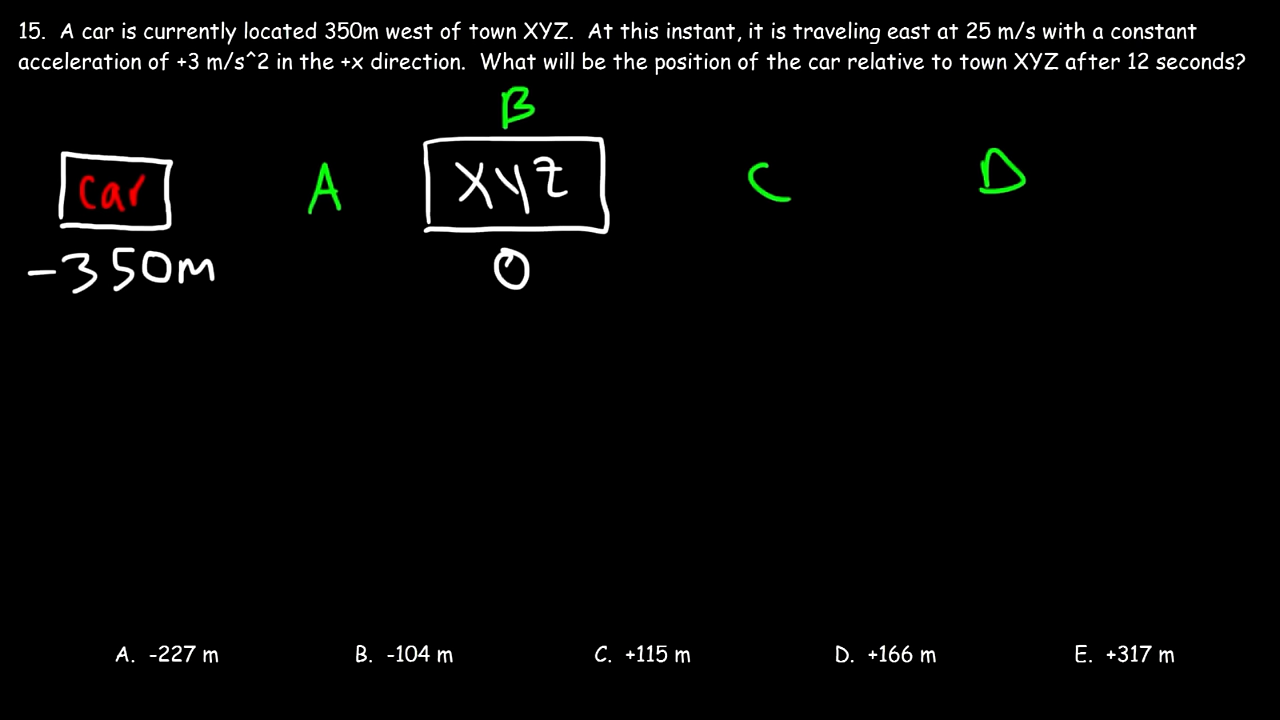 15. A car is currently located 350m west of town XYZ. At this instant, it is traveling east at 25 m/s with a constant
acceleration of +3 m/s^2 in the +x direction. What will be the position of the car relative to town XYZ after 12 seconds?
B
car A XYZ C D
-350m 0
A. -227 m B. -104 m C. +115 m D. +166 m E. +317 m